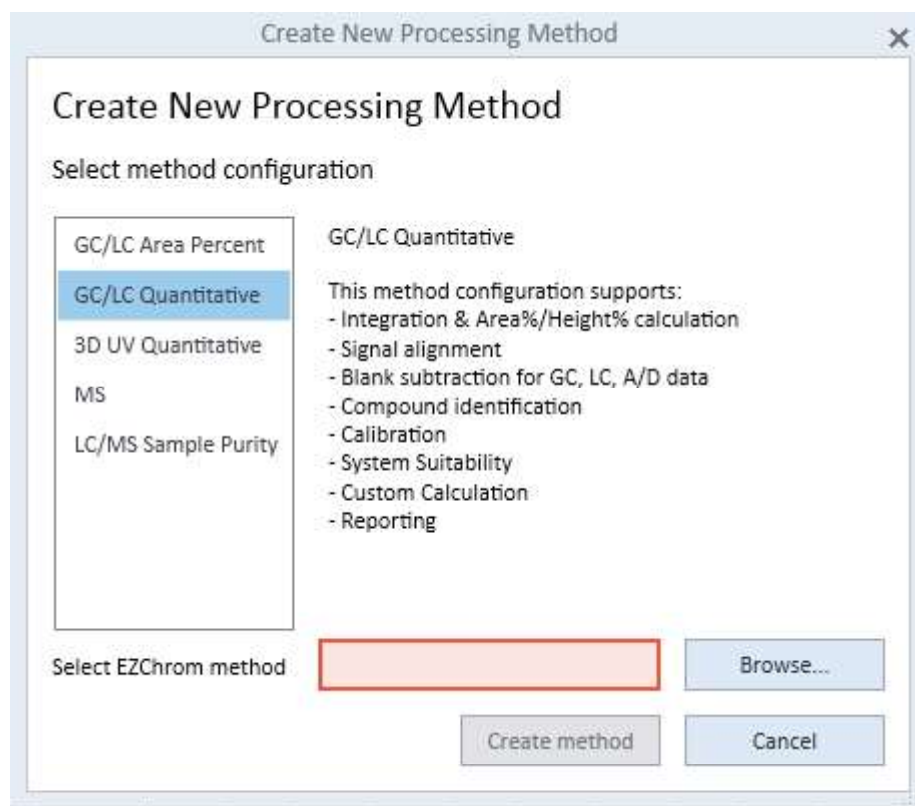 Create New Processing Method
Create New Processing Method
Select method configuration
GC/LC Area Percent
GC/LC Quantitative
3D UV Quantitative
MS
LC/MS Sample Purity
GC/LC Quantitative
This method configuration supports:
- Integration & Area%/Height% calculation
- Signal alignment
- Blank subtraction for GC, LC, A/D data
- Compound identification
- Calibration
- System Suitability
- Custom Calculation
- Reporting
Select EZChrom method
Browse...
Create method
Cancel